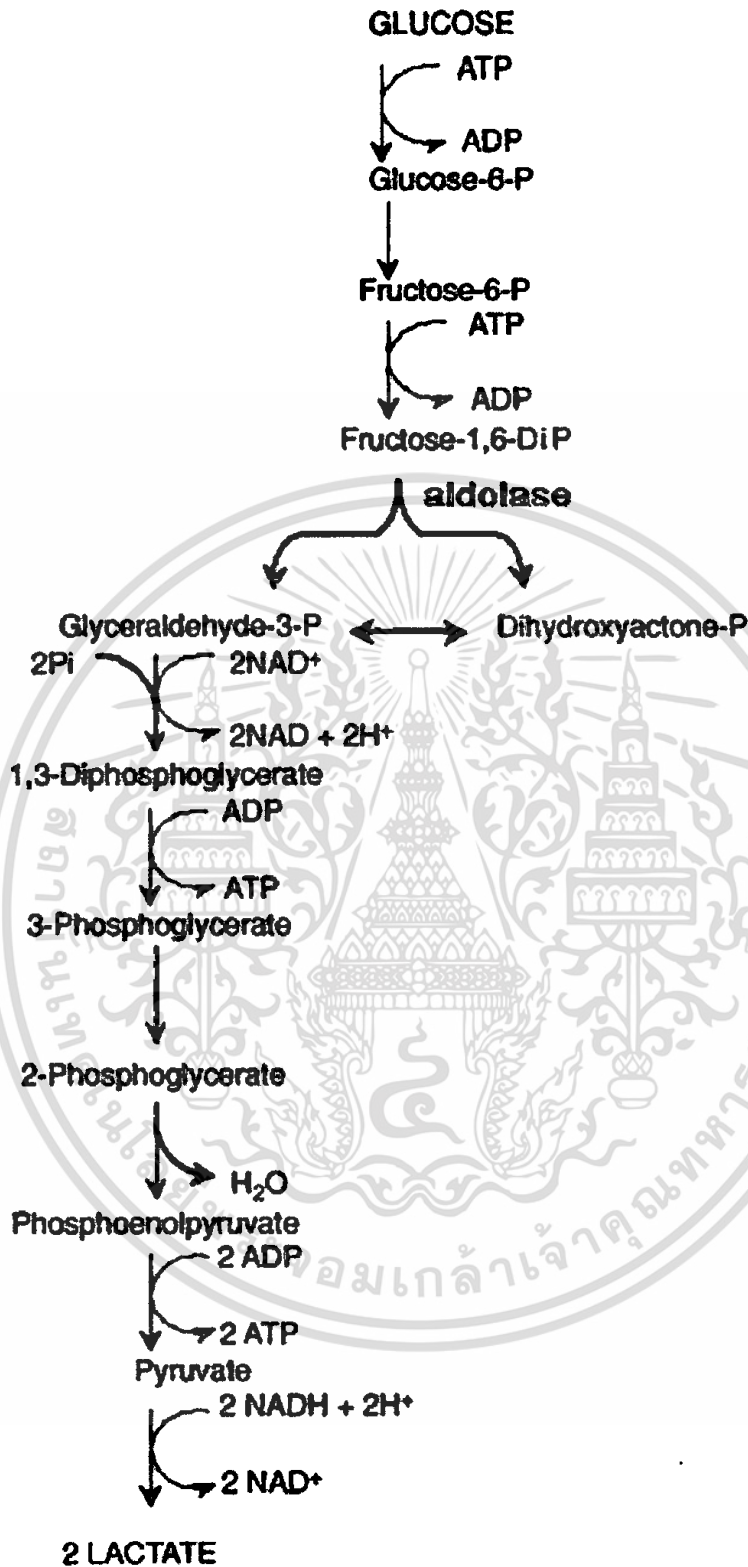 GLUCOSE
ATP
ADP
Glucose-6-P
Fructose-6-P
ATP
ADP
Fructose-1,6-DiP
aldolase
Glyceraldehyde-3-P
Dihydroxyactone-P
2Pi
2NAD⁺
2NAD + 2H⁺
1,3-Diphosphoglycerate
ADP
ATP
3-Phosphoglycerate
2-Phosphoglycerate
H₂O
Phosphoenolpyruvate
2 ADP
2 ATP
Pyruvate
2 NADH + 2H⁺
2 NAD⁺
2 LACTATE